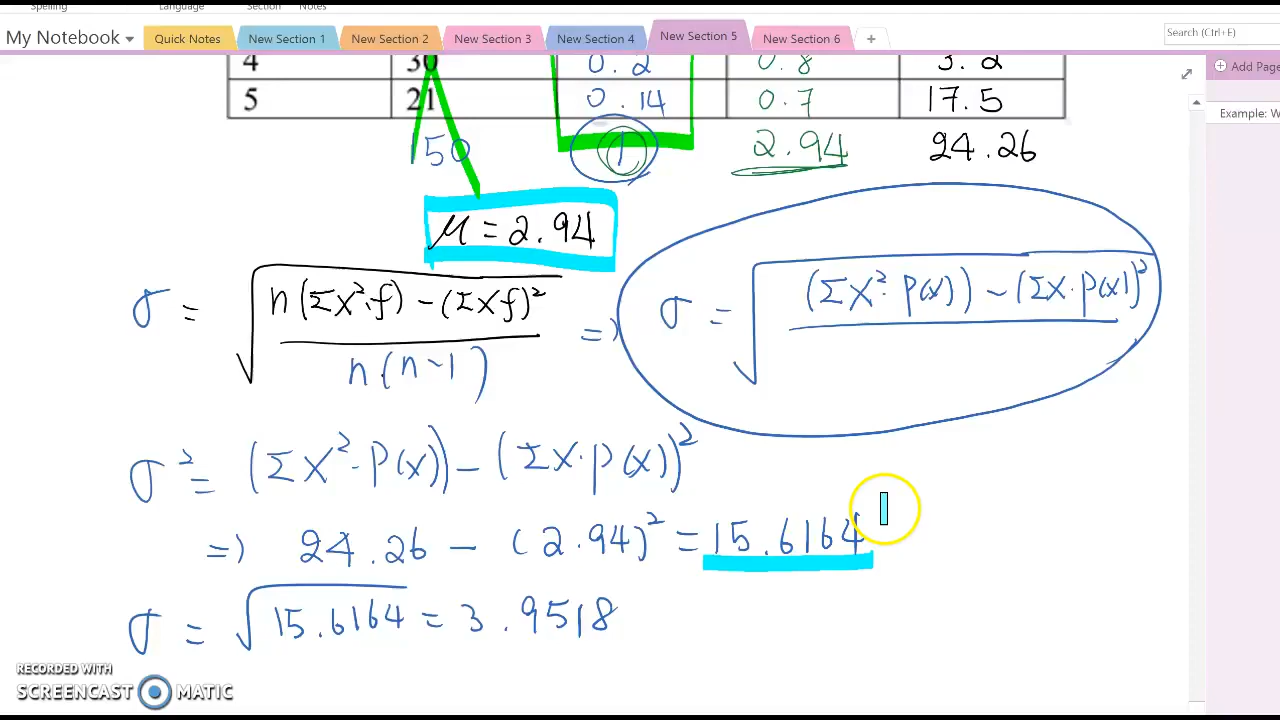 Spelling Language Section Notes
My Notebook Quick Notes New Section 1 New Section 2 New Section 3 New Section 4 New Section 5 New Section 6 + Search (Ctrl+E)
Add Page
Example: W
4 30 0.2 0.8 3.2
5 21 0.14 0.7 17.5
150 1 2.94 24.26
μ = 2.94
σ = √(n(Σx²·f) − (Σxf)² / n(n−1)) => σ = √((Σx²·P(x)) − (Σx·P(x))²)
σ² = (Σx²·P(x)) − (Σx·P(x))²
=> 24.26 − (2.94)² = 15.6164
σ = √15.6164 = 3.9518
RECORDED WITH
SCREENCAST MATIC